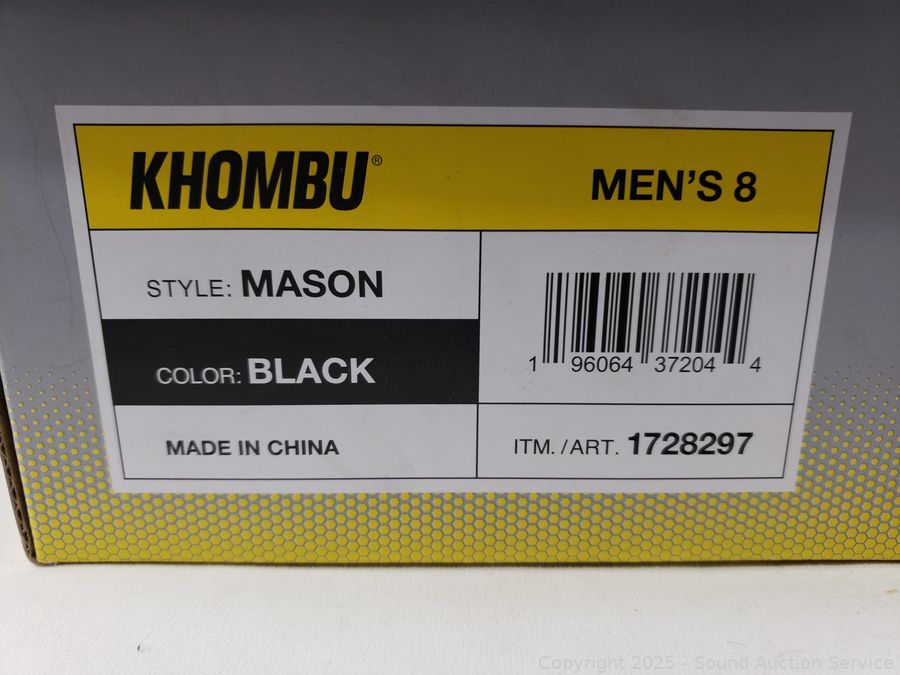 KHOMBU®
MEN'S 8
STYLE: MASON
COLOR: BLACK
MADE IN CHINA
1 96064 37204 4
ITM. /ART. 1728297
Copyright 2025 - Sound Auction Service